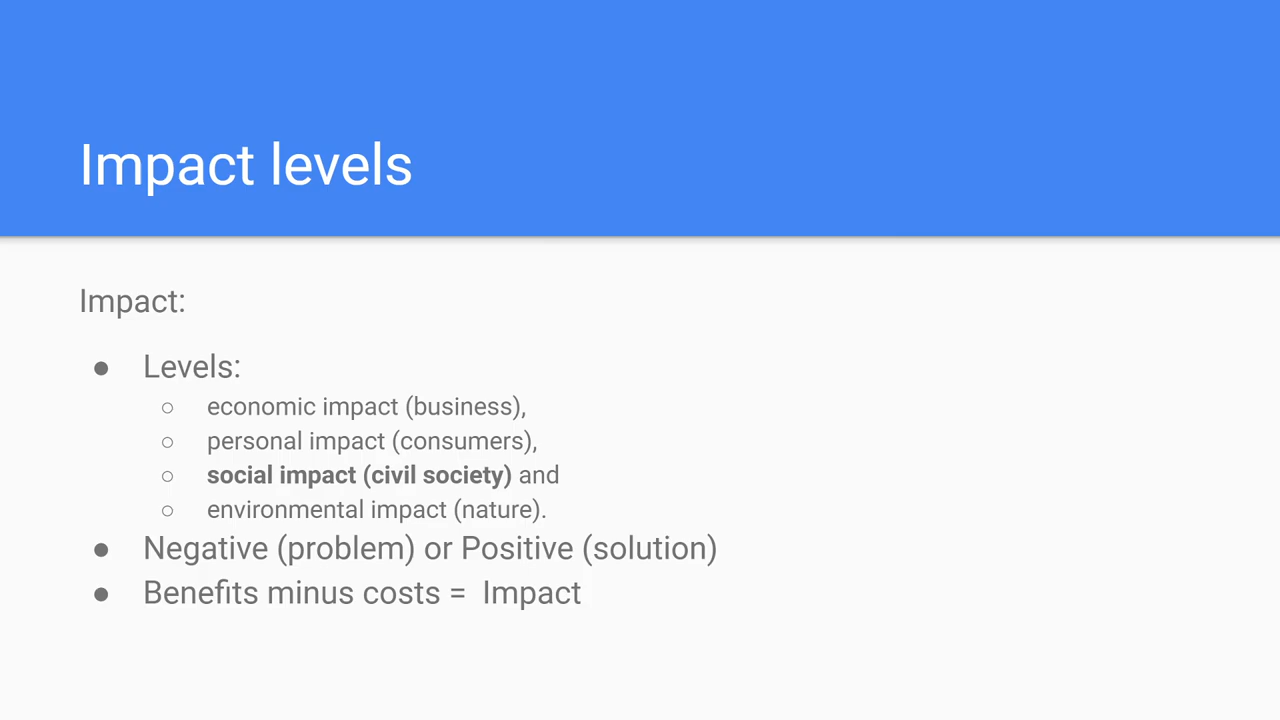 Impact levels
Impact:
● Levels:
○ economic impact (business),
○ personal impact (consumers),
○ social impact (civil society) and
○ environmental impact (nature).
● Negative (problem) or Positive (solution)
● Benefits minus costs =  Impact